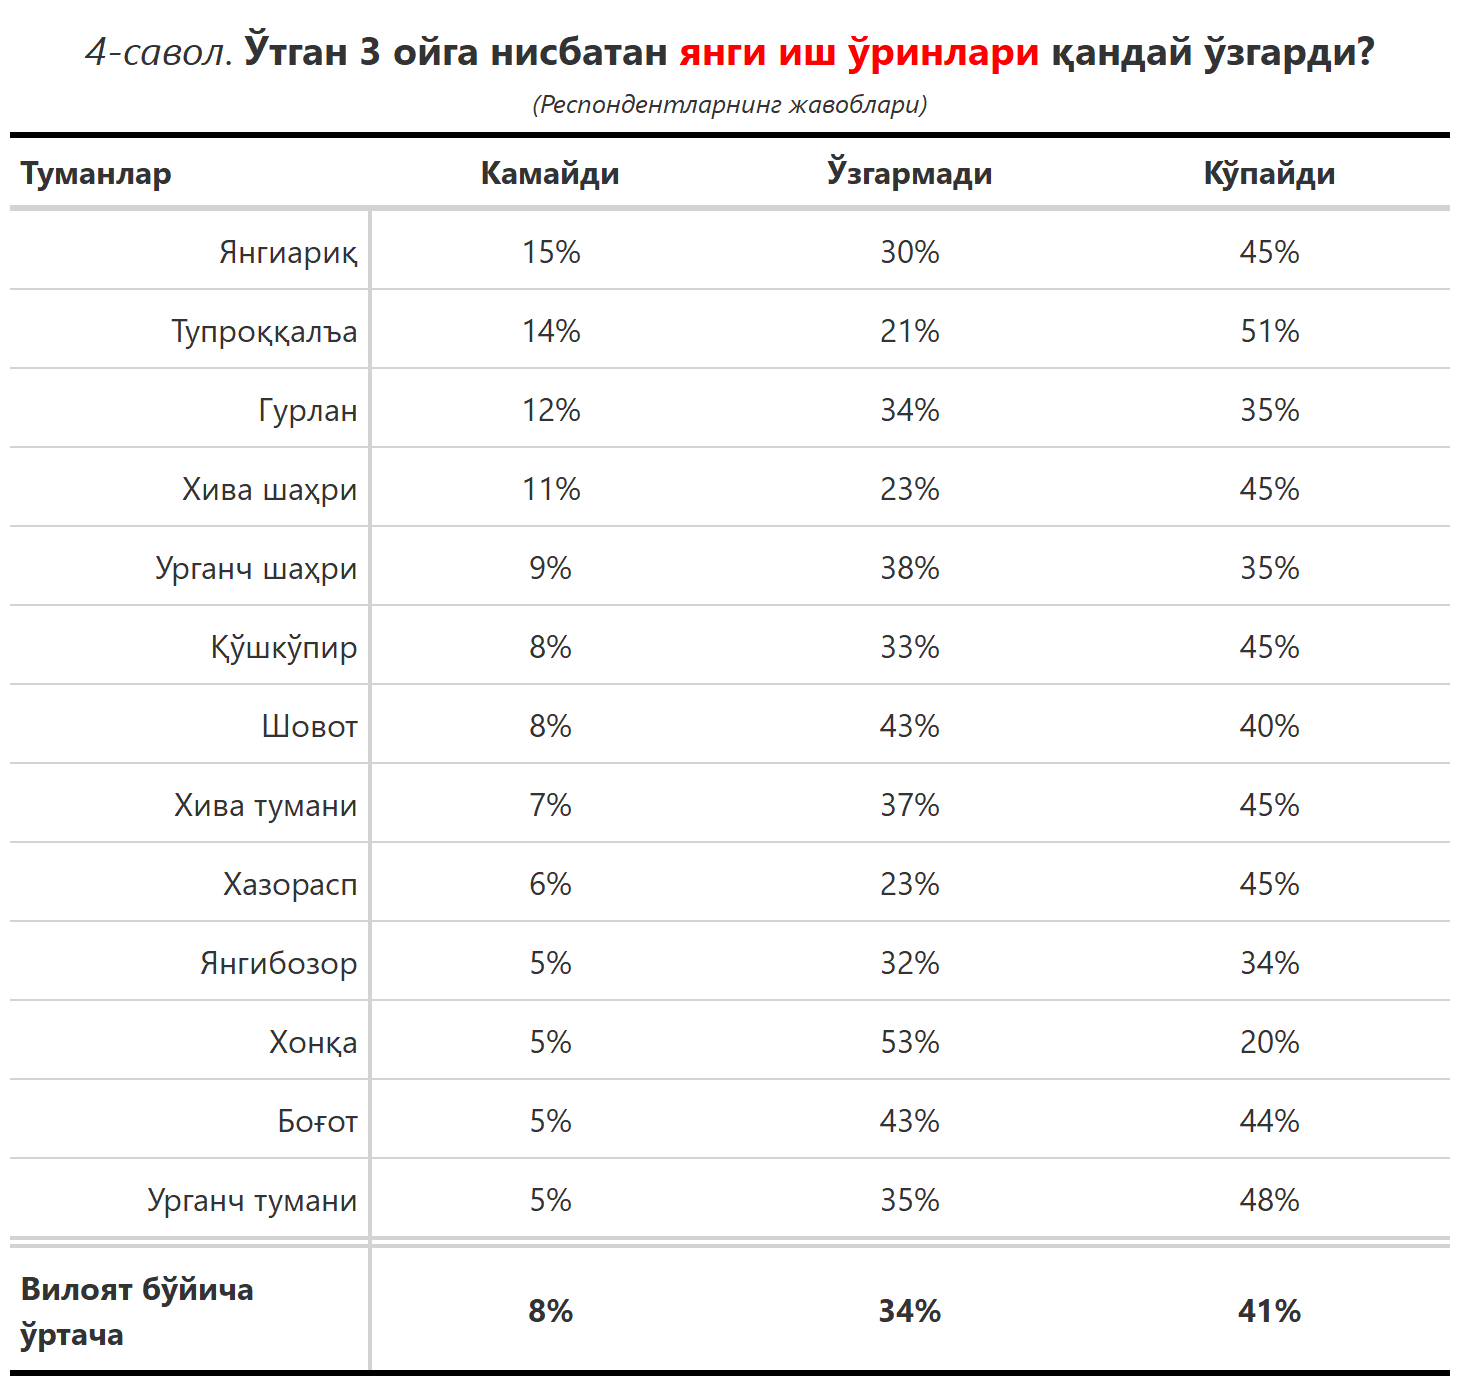 4-савол. Ўтган 3 ойга нисбатан янги иш ўринлари қандай ўзгарди?
(Респондентларнинг жавоблари)
Туманлар Камайди Ўзгармади Кўпайди
Янгиариқ 15% 30% 45%
Тупроққалъа 14% 21% 51%
Гурлан 12% 34% 35%
Хива шаҳри 11% 23% 45%
Урганч шаҳри 9% 38% 35%
Қўшкўпир 8% 33% 45%
Шовот 8% 43% 40%
Хива тумани 7% 37% 45%
Хазорасп 6% 23% 45%
Янгибозор 5% 32% 34%
Хонқа 5% 53% 20%
Боғот 5% 43% 44%
Урганч тумани 5% 35% 48%
Вилоят бўйича
ўртача 8% 34% 41%